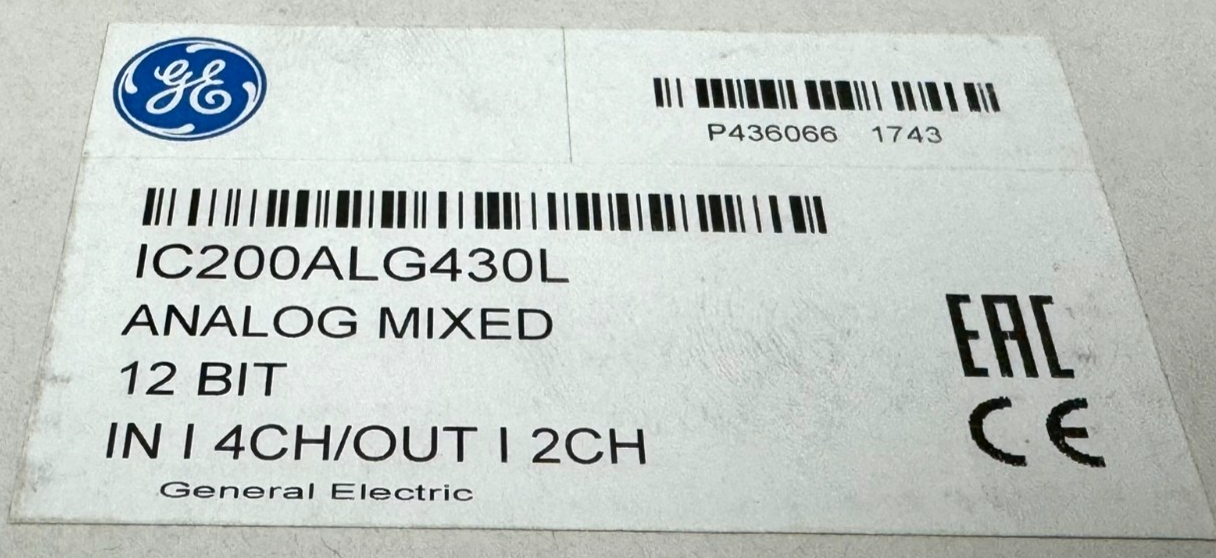 GE
P436066 1743
IC200ALG430L
ANALOG MIXED
12 BIT
IN I 4CH/OUT I 2CH
General Electric
EAC
CE